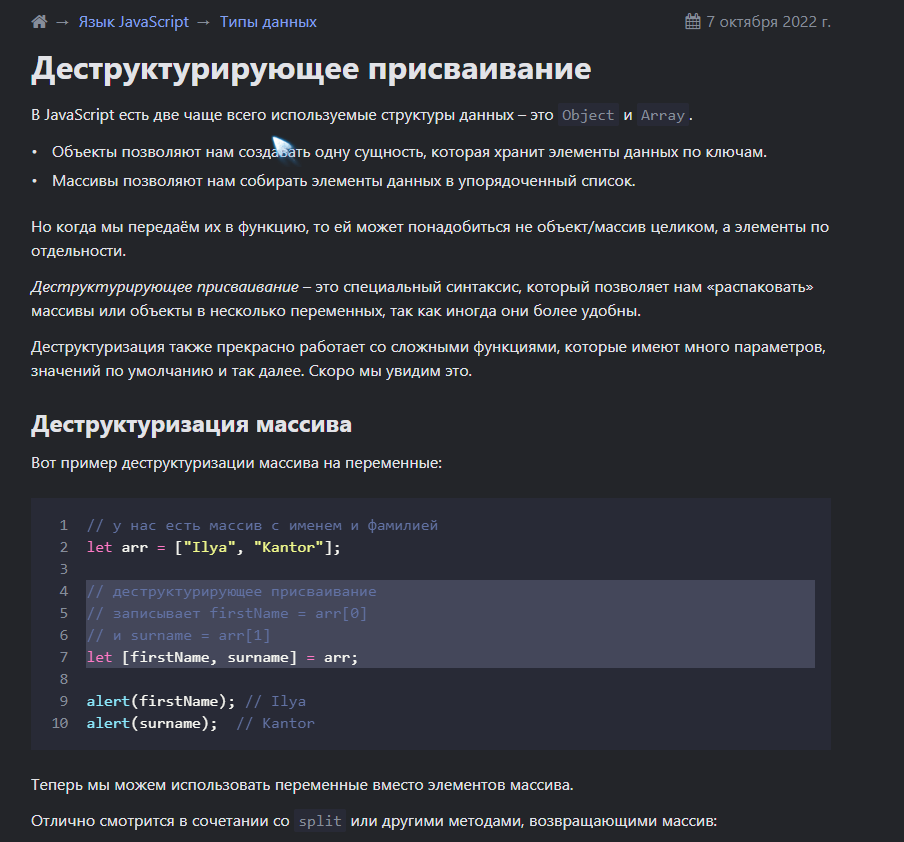 → Язык JavaScript → Типы данных 7 октября 2022 г.
Деструктурирующее присваивание
В JavaScript есть две чаще всего используемые структуры данных – это Object и Array.
• Объекты позволяют нам создавать одну сущность, которая хранит элементы данных по ключам.
• Массивы позволяют нам собирать элементы данных в упорядоченный список.
Но когда мы передаём их в функцию, то ей может понадобиться не объект/массив целиком, а элементы по
отдельности.
Деструктурирующее присваивание – это специальный синтаксис, который позволяет нам «распаковать»
массивы или объекты в несколько переменных, так как иногда они более удобны.
Деструктуризация также прекрасно работает со сложными функциями, которые имеют много параметров,
значений по умолчанию и так далее. Скоро мы увидим это.
Деструктуризация массива
Вот пример деструктуризации массива на переменные:
1 // у нас есть массив с именем и фамилией
2 let arr = ["Ilya", "Kantor"];
3
4 // деструктурирующее присваивание
5 // записывает firstName = arr[0]
6 // и surname = arr[1]
7 let [firstName, surname] = arr;
8
9 alert(firstName); // Ilya
10 alert(surname);  // Kantor
Теперь мы можем использовать переменные вместо элементов массива.
Отлично смотрится в сочетании со split или другими методами, возвращающими массив: